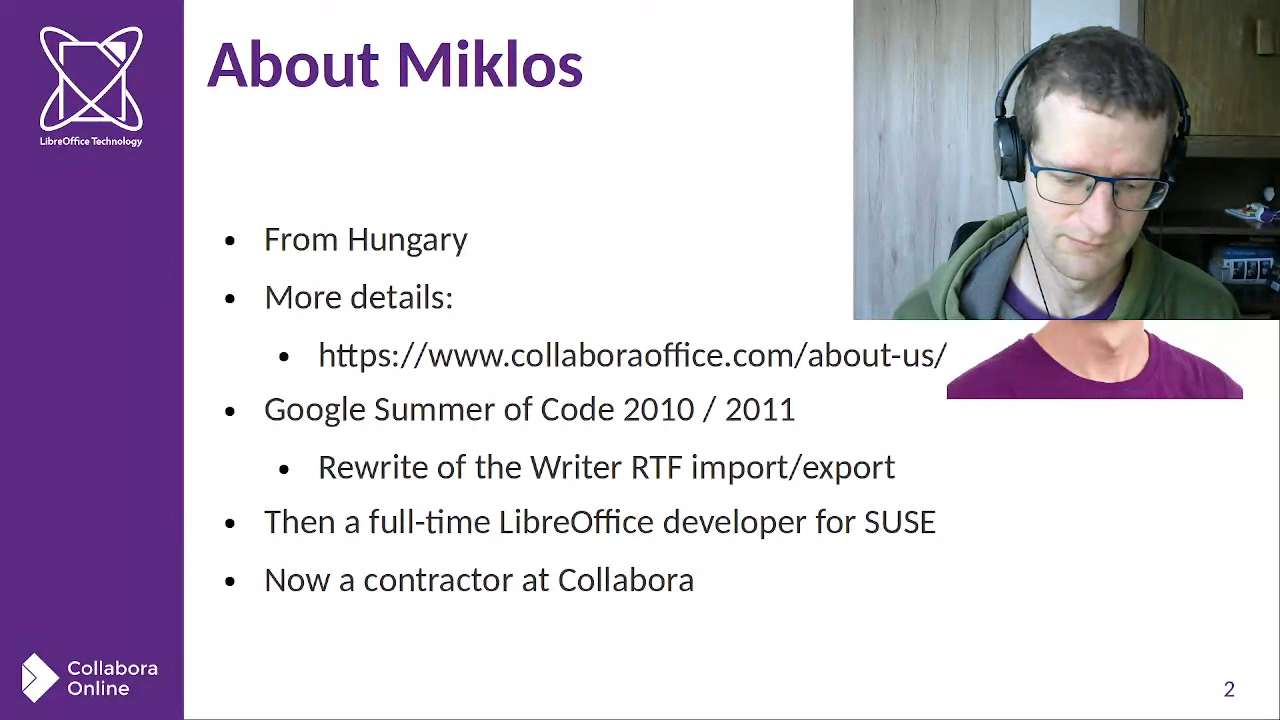 About Miklos
LibreOffice Technology
From Hungary
More details:
https://www.collaboraoffice.com/about-us/
Google Summer of Code 2010 / 2011
Rewrite of the Writer RTF import/export
Then a full-time LibreOffice developer for SUSE
Now a contractor at Collabora
Collabora
Online
2